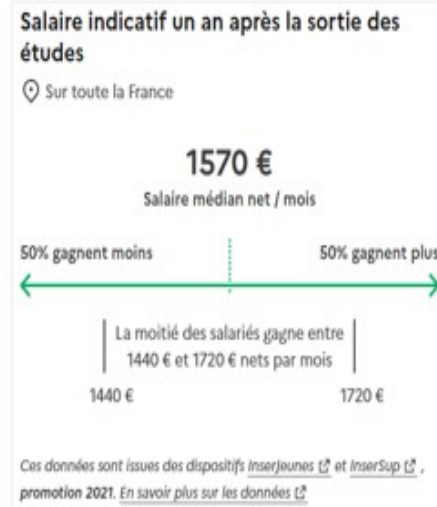 Salaire indicatif un an après la sortie des
études
Sur toute la France
1570 €
Salaire médian net / mois
50% gagnent moins
50% gagnent plus
La moitié des salariés gagne entre
1440 € et 1720 € nets par mois
1440 €
1720 €
Ces données sont issues des dispositifs InserJeunes et InserSup ,
promotion 2021. En savoir plus sur les données